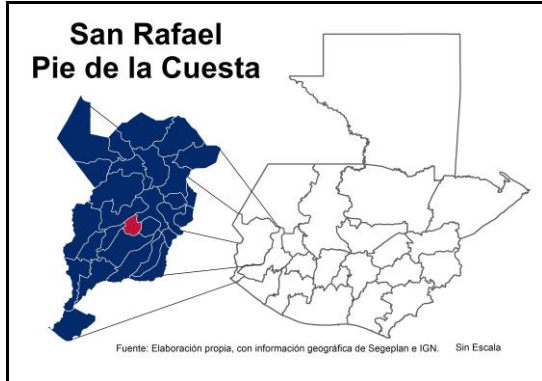 San Rafael
Pie de la Cuesta
Fuente: Elaboración propia, con información geográfica de Segeplan e IGN. Sin Escala